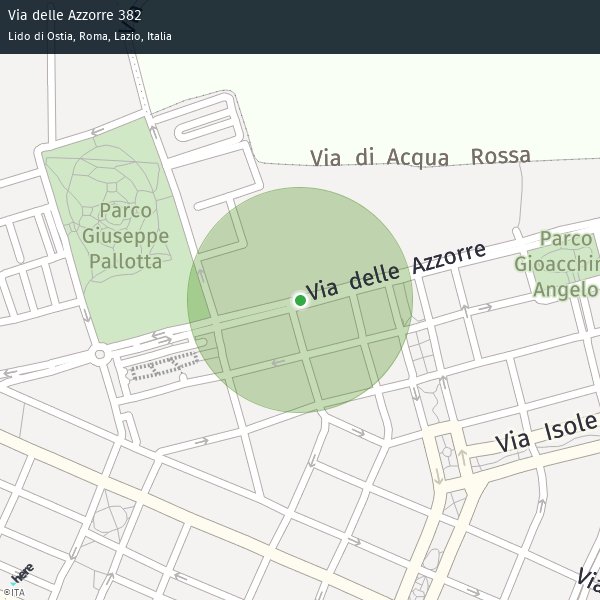 Via delle Azzorre 382
Lido di Ostia, Roma, Lazio, Italia
Via di Acqua Rossa
Parco
Giuseppe
Pallotta
Via delle Azzorre
Parco
Gioacchin
Angelo
Via Isole
Via
here
©ITA